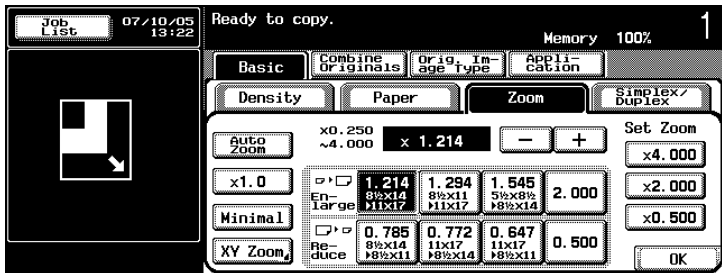 Job
List
07/10/05
13:22
Ready to copy.
Memory 100%
1
Basic
Combine
Originals
Orig. Im-
age Type
Appli-
cation
Density
Paper
Zoom
Simplex/
Duplex
Auto
Zoom
x0.250
~4.000
x 1.214
−
+
Set Zoom
x4.000
x1.0
En-
large
1.214
8½x14
▸11x17
1.294
8½x11
▸11x17
1.545
5½x8½
▸8½x14
2.000
x2.000
Minimal
x0.500
XY Zoom
Re-
duce
0.785
8½x14
▸8½x11
0.772
11x17
▸8½x14
0.647
11x17
▸8½x11
0.500
OK